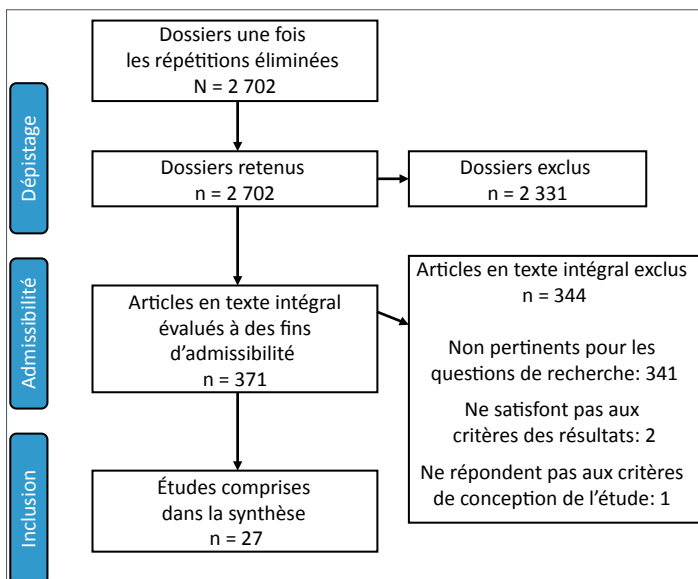 Dossiers une fois
les répétitions éliminées
N = 2 702
Dépistage
Dossiers retenus
n = 2 702
Dossiers exclus
n = 2 331
Admissibilité
Articles en texte intégral
évalués à des fins
d’admissibilité
n = 371
Articles en texte intégral exclus
n = 344
Non pertinents pour les
questions de recherche: 341
Ne satisfont pas aux
critères des résultats: 2
Ne répondent pas aux critères
de conception de l’étude: 1
Inclusion
Études comprises
dans la synthèse
n = 27